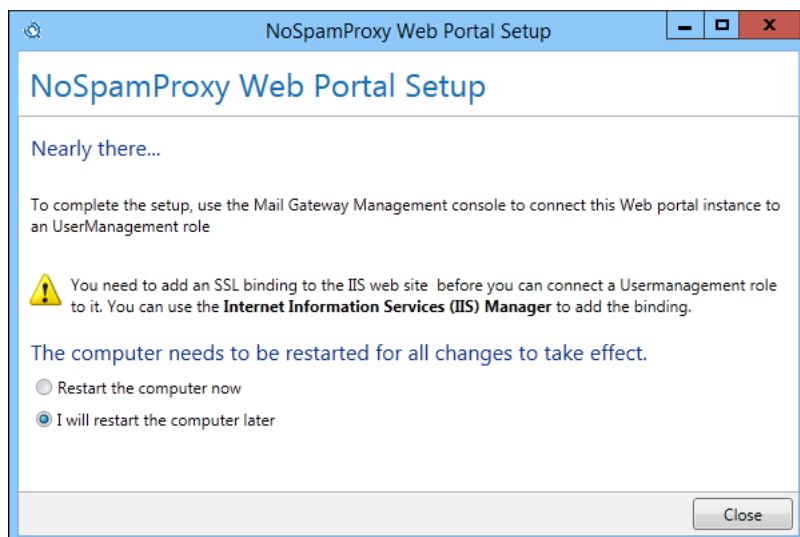 NoSpamProxy Web Portal Setup
NoSpamProxy Web Portal Setup
Nearly there...
To complete the setup, use the Mail Gateway Management console to connect this Web portal instance to
an UserManagement role
You need to add an SSL binding to the IIS web site before you can connect a Usermanagement role
to it. You can use the Internet Information Services (IIS) Manager to add the binding.
The computer needs to be restarted for all changes to take effect.
Restart the computer now
I will restart the computer later
Close